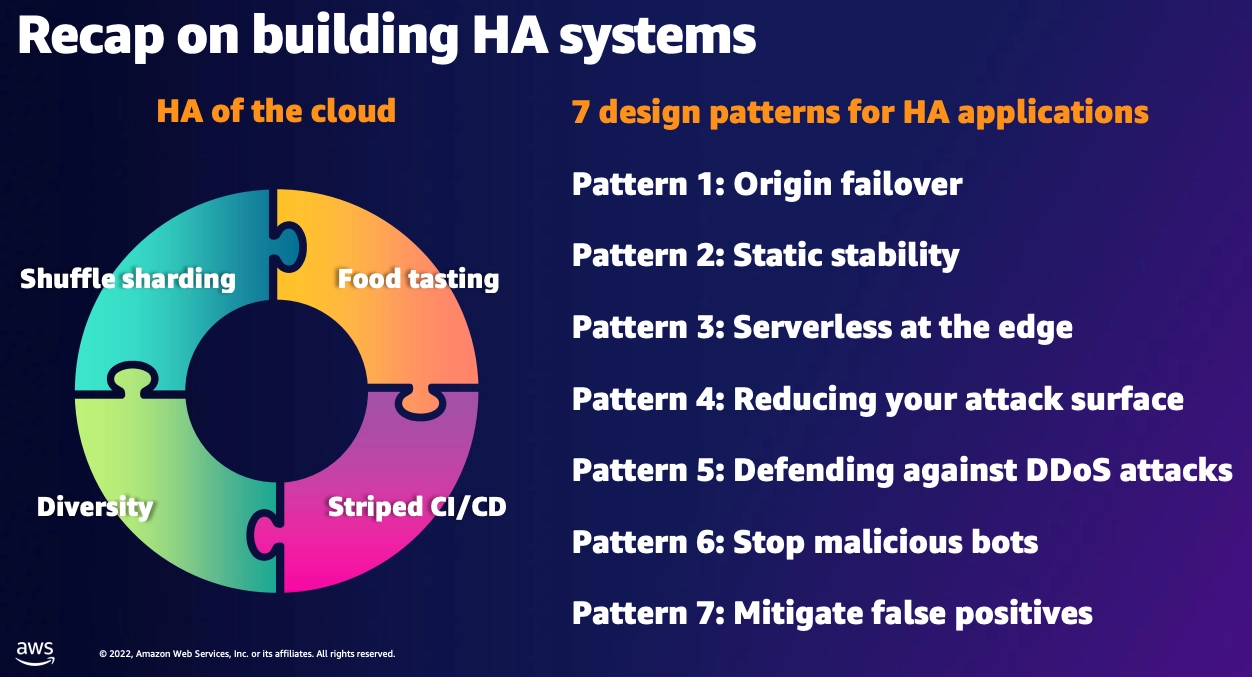 Recap on building HA systems
HA of the cloud
Shuffle sharding
Food tasting
Diversity
Striped CI/CD
7 design patterns for HA applications
Pattern 1: Origin failover
Pattern 2: Static stability
Pattern 3: Serverless at the edge
Pattern 4: Reducing your attack surface
Pattern 5: Defending against DDoS attacks
Pattern 6: Stop malicious bots
Pattern 7: Mitigate false positives
aws
© 2022, Amazon Web Services, Inc. or its affiliates. All rights reserved.